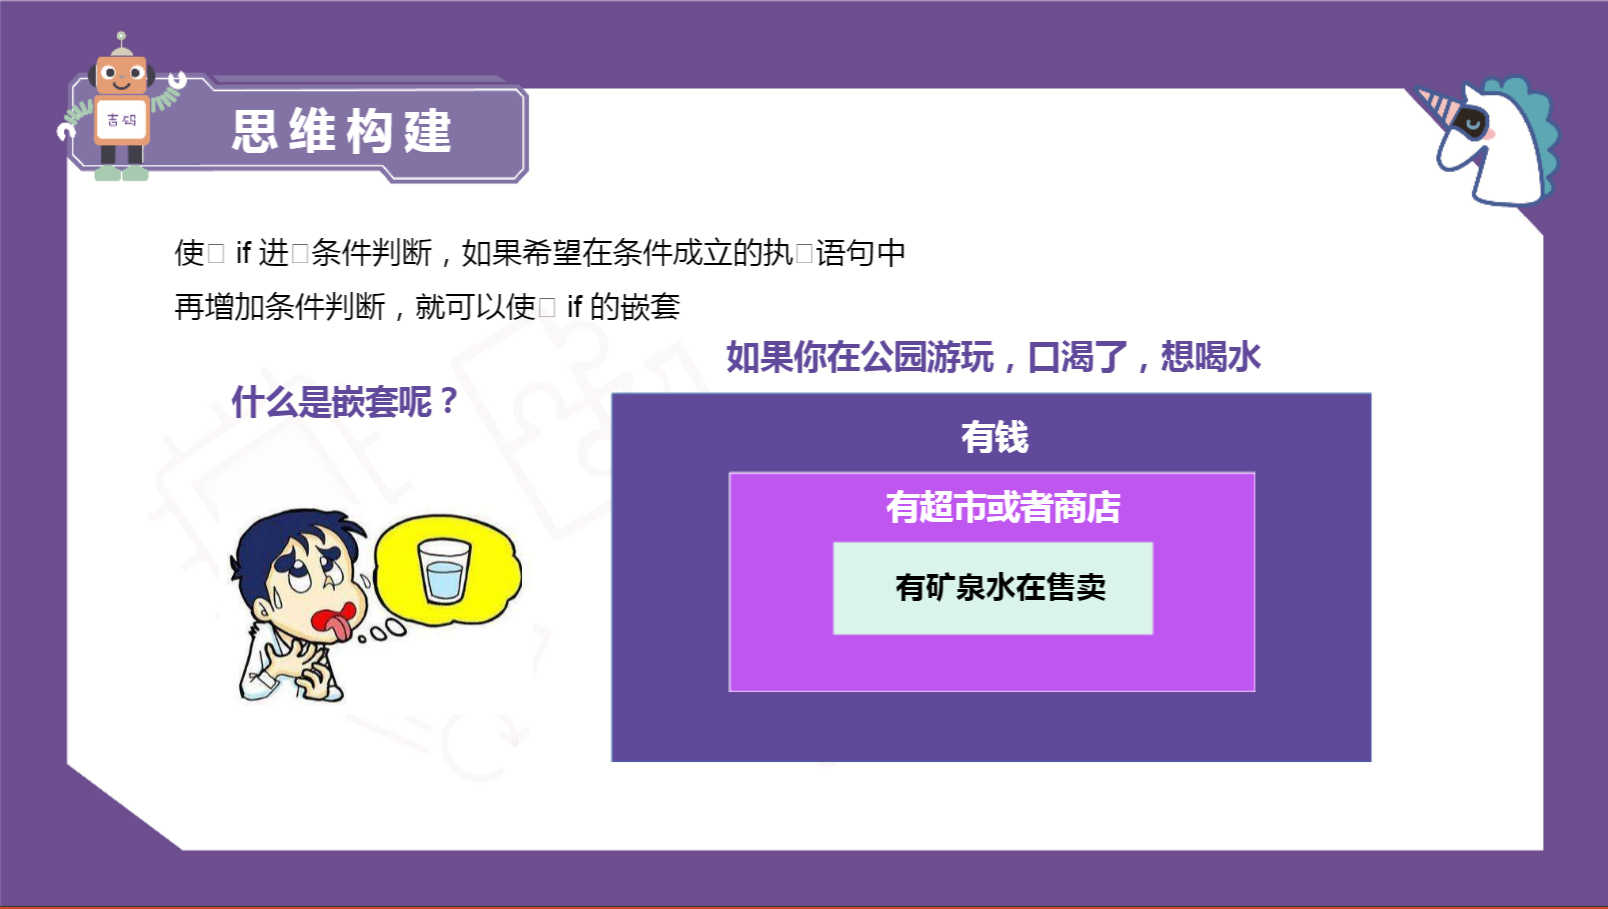 吉码
思维构建
使□ if 进□条件判断，如果希望在条件成立的执□语句中
再增加条件判断，就可以使□ if 的嵌套
如果你在公园游玩，口渴了，想喝水
什么是嵌套呢？
有钱
有超市或者商店
有矿泉水在售卖